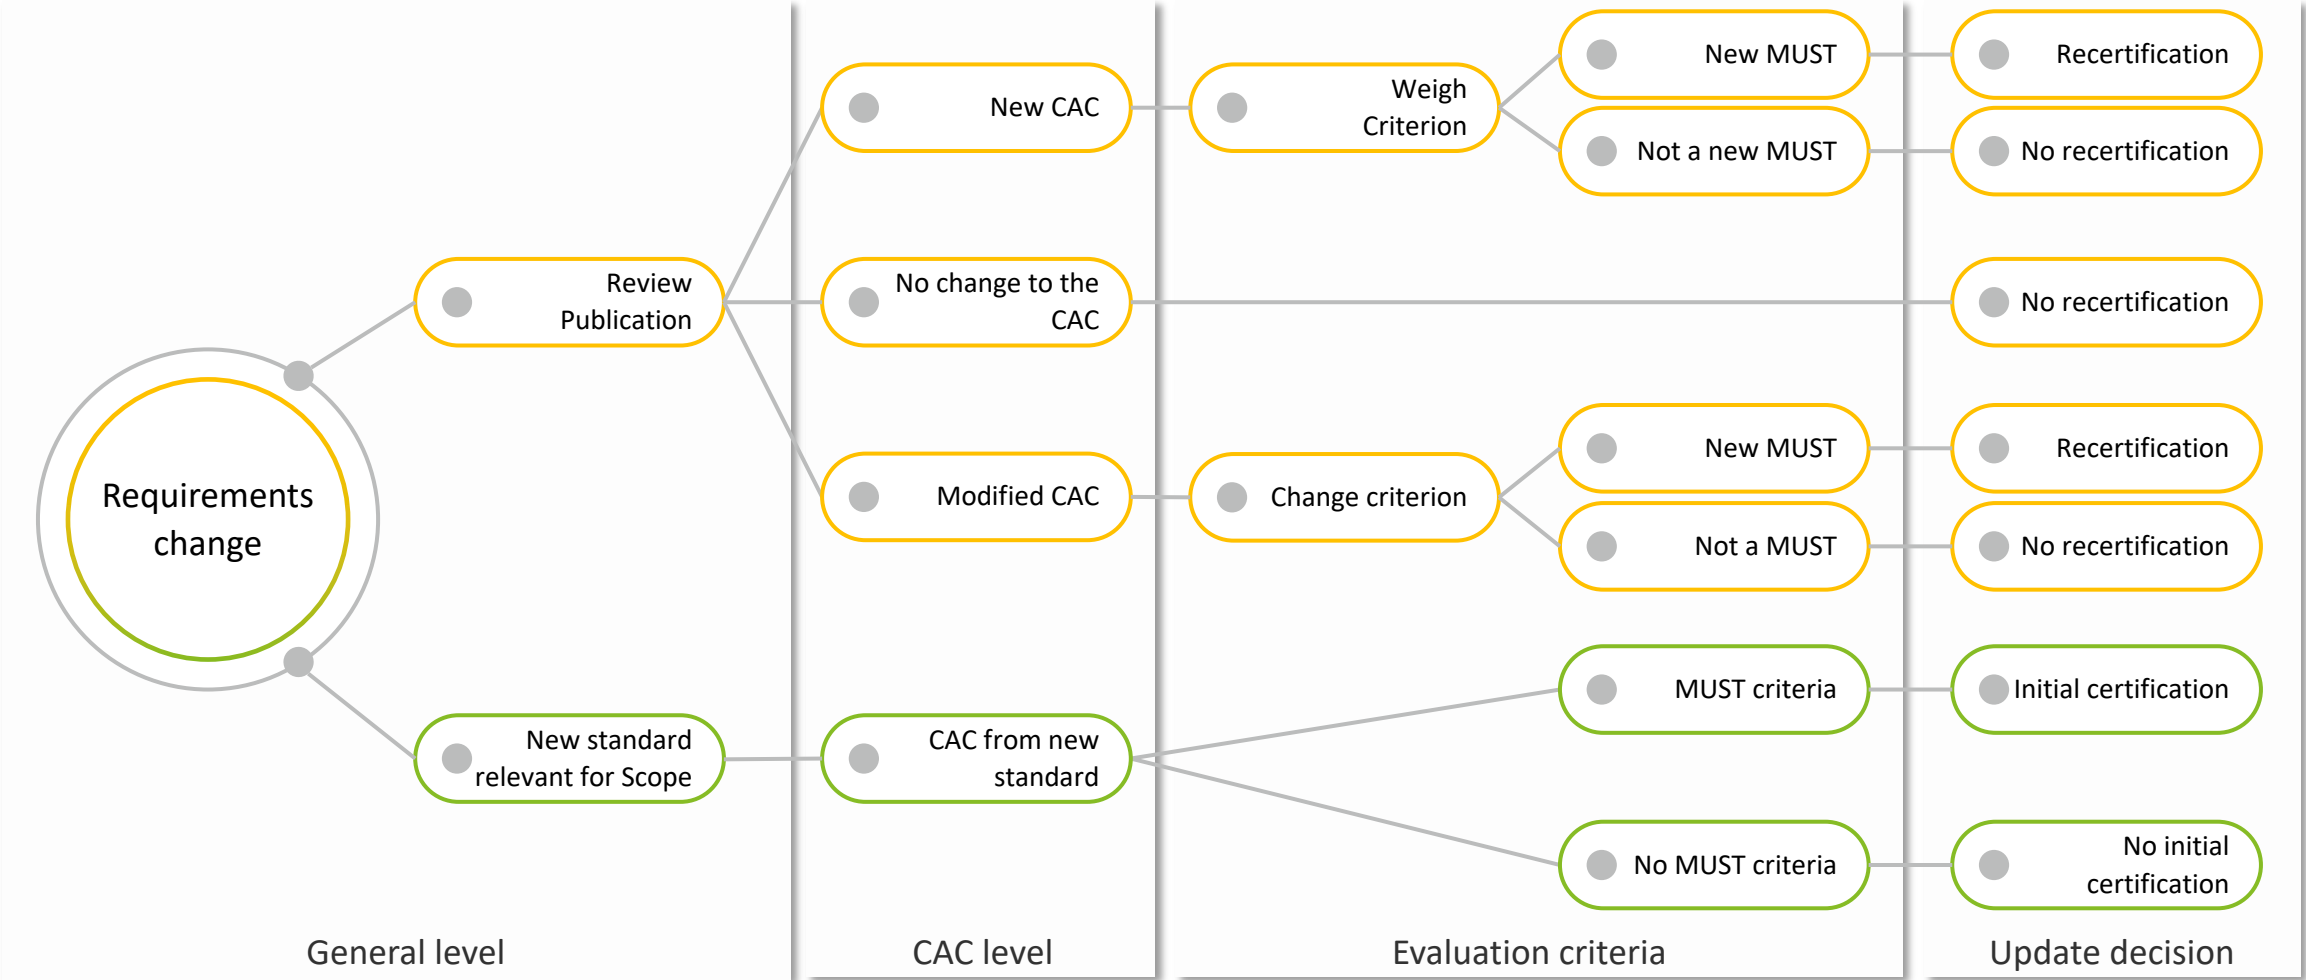 Requirements
change
Review
Publication
New standard
relevant for Scope
General level
New CAC
No change to the
CAC
Modified CAC
CAC from new
standard
CAC level
Weigh
Criterion
New MUST
Not a new MUST
Change criterion
New MUST
Not a MUST
MUST criteria
No MUST criteria
Evaluation criteria
Recertification
No recertification
No recertification
Recertification
No recertification
Initial certification
No initial
certification
Update decision